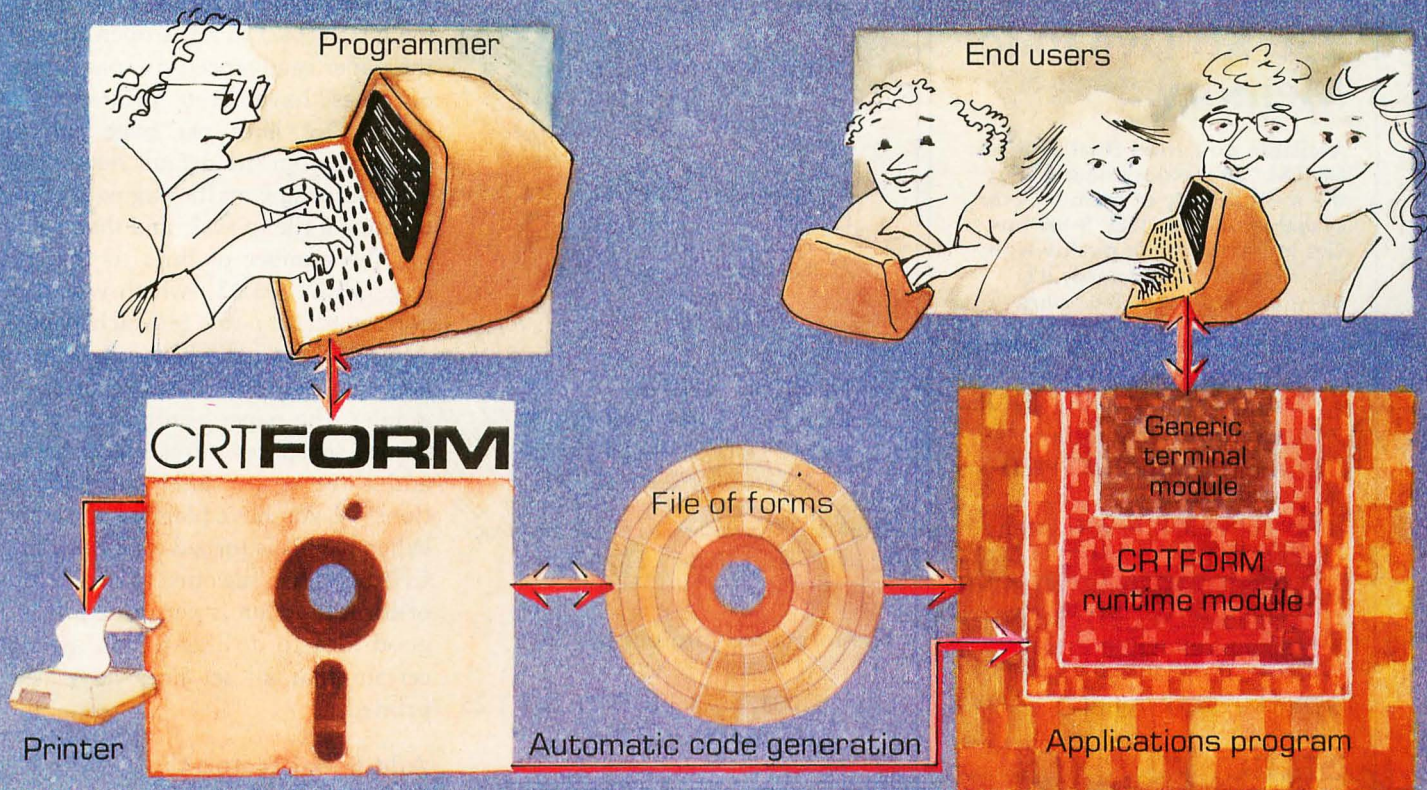 Programmer
End users
CRTFORM
File of forms
Generic
terminal
module
CRTFORM
runtime module
Printer
Automatic code generation
Applications program